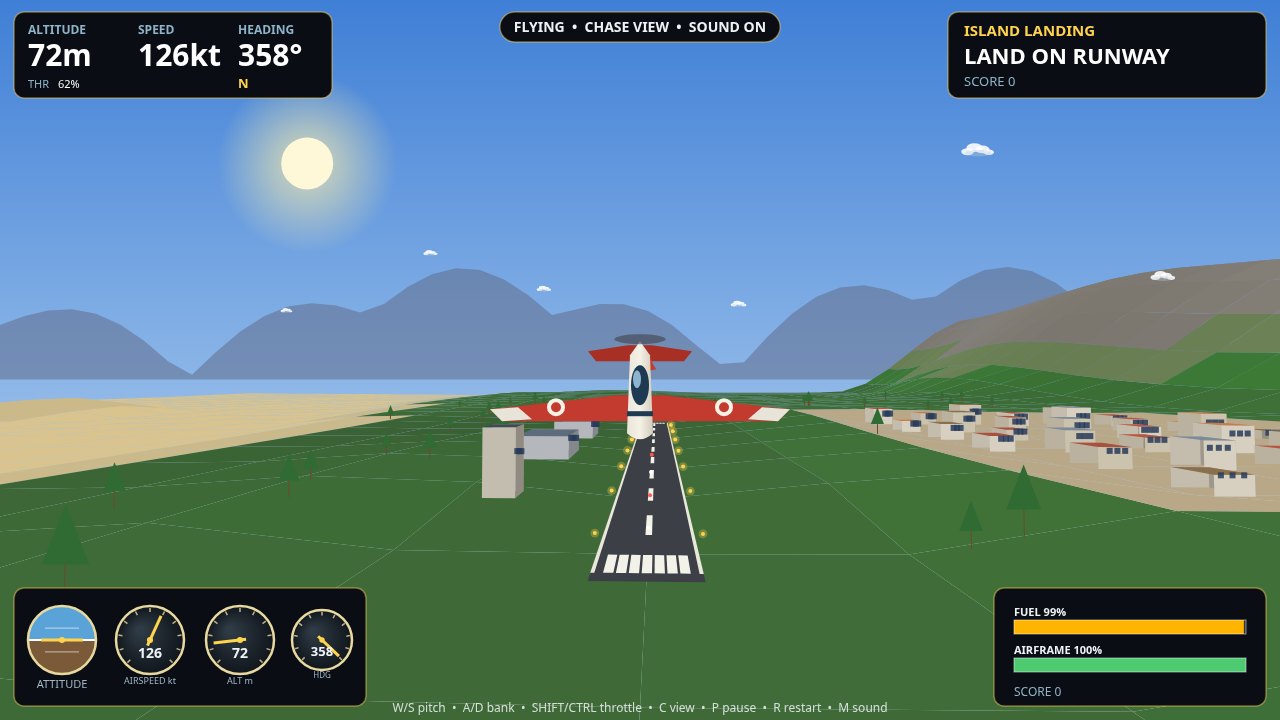 ALTITUDE SPEED HEADING
72m 126kt 358°
THR 62% N
FLYING • CHASE VIEW • SOUND ON
ISLAND LANDING
LAND ON RUNWAY
SCORE 0
126 72 358
ATTITUDE AIRSPEED kt ALT m HDG
FUEL 99%
AIRFRAME 100%
SCORE 0
W/S pitch • A/D bank • SHIFT/CTRL throttle • C view • P pause • R restart • M sound